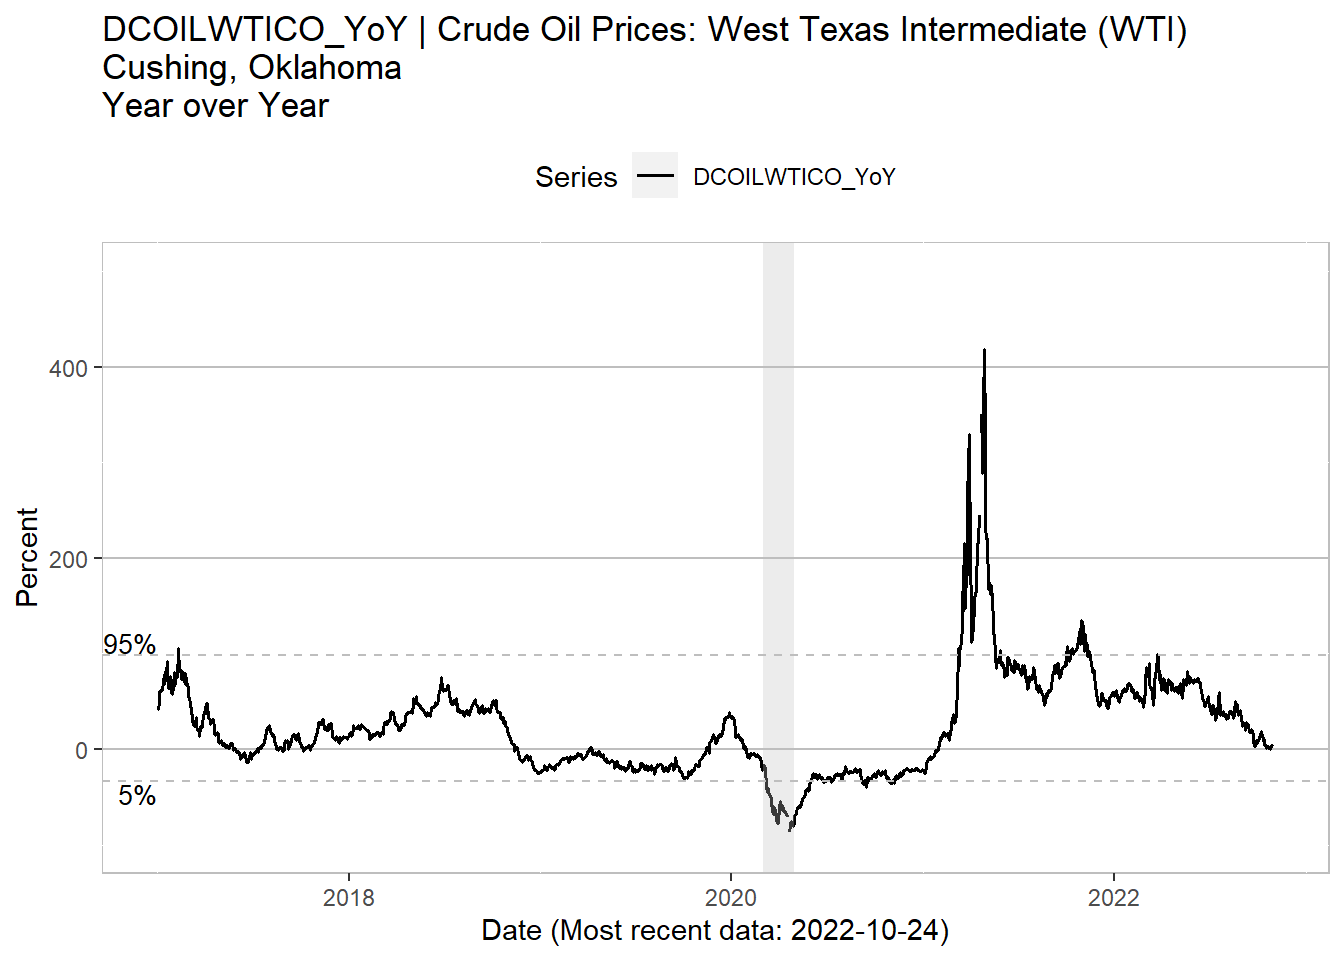 DCOILWTICO_YoY | Crude Oil Prices: West Texas Intermediate (WTI)
Cushing, Oklahoma
Year over Year
Series DCOILWTICO_YoY
400
200
95%
0
5%
Percent
2018 2020 2022
Date (Most recent data: 2022-10-24)